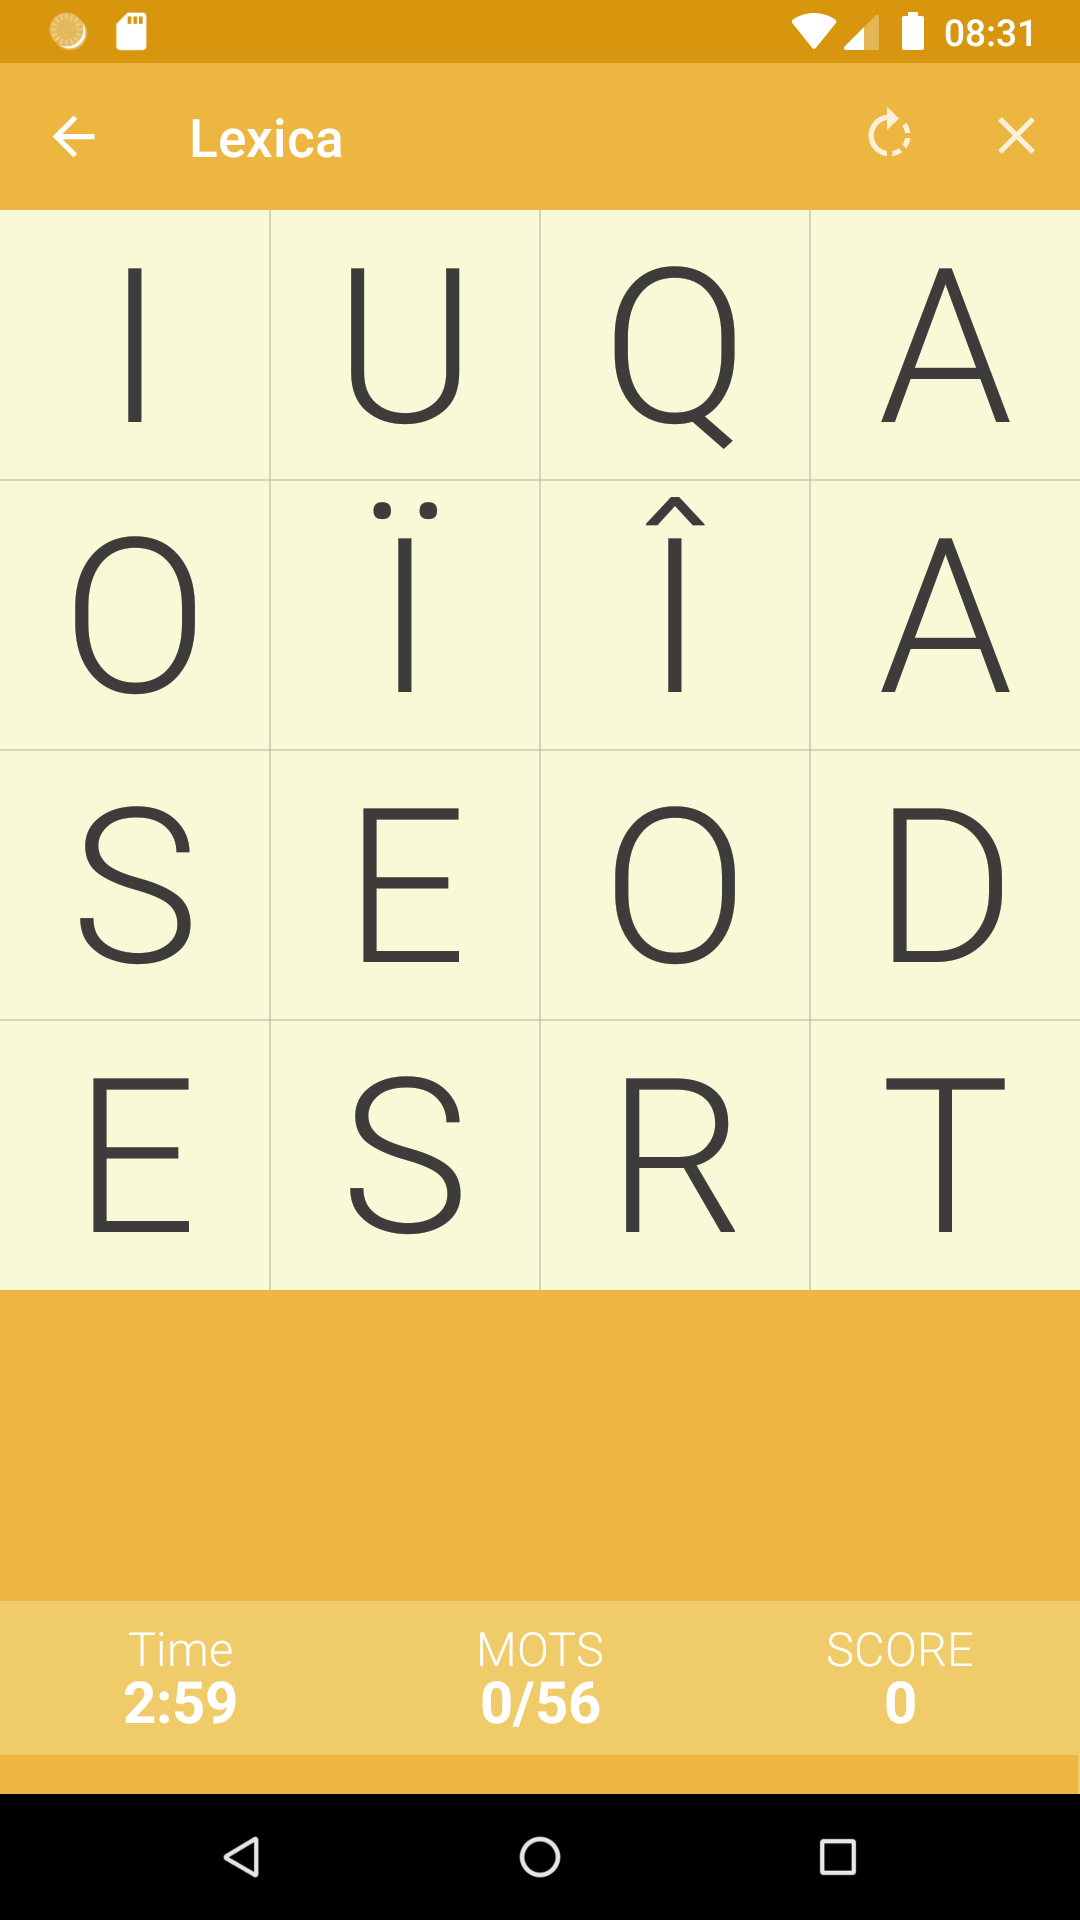 08:31
Lexica
I U Q A
O Ï Î A
S E O D
E S R T
Time MOTS SCORE
2:59 0/56 0